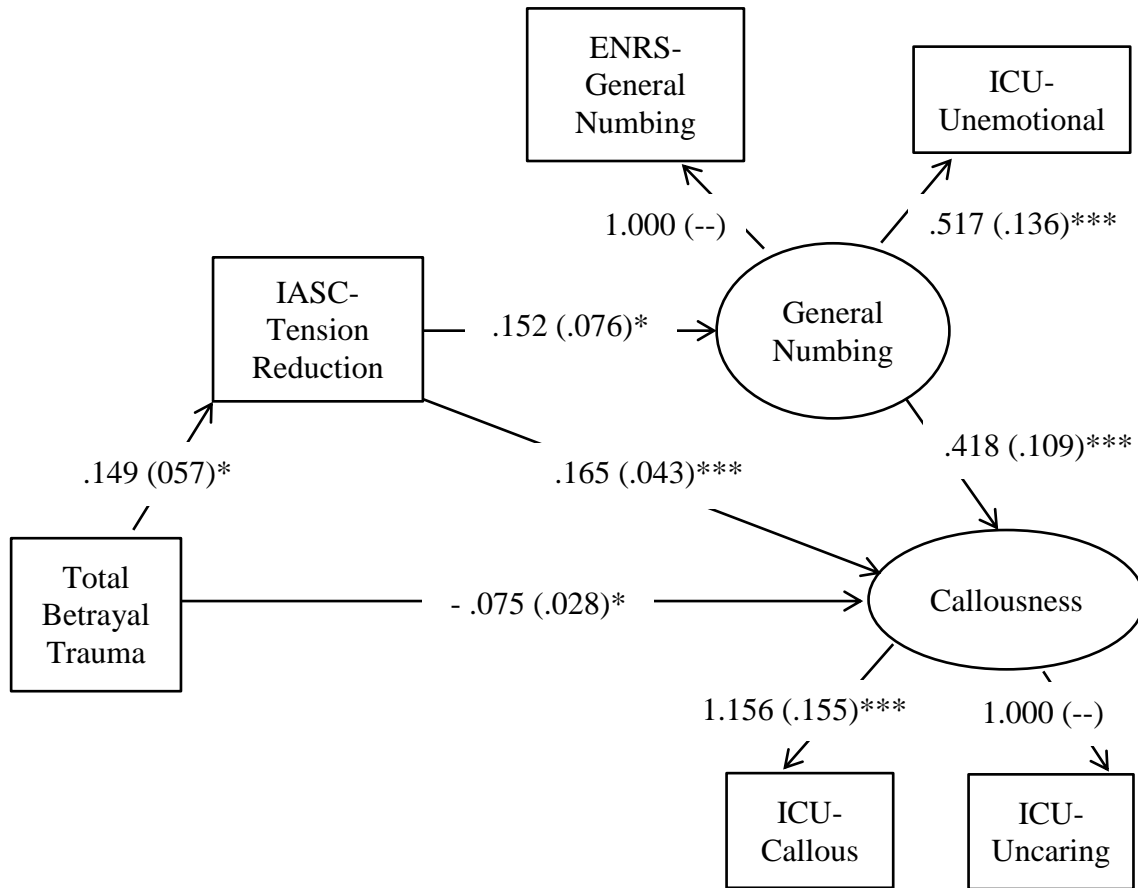 ENRS-
General
Numbing
ICU-
Unemotional
1.000 (--)
.517 (.136)***
IASC-
Tension
Reduction
.152 (.076)*
General
Numbing
.149 (057)*
.165 (.043)***
.418 (.109)***
Total
Betrayal
Trauma
- .075 (.028)*
Callousness
1.156 (.155)***
1.000 (--)
ICU-
Callous
ICU-
Uncaring